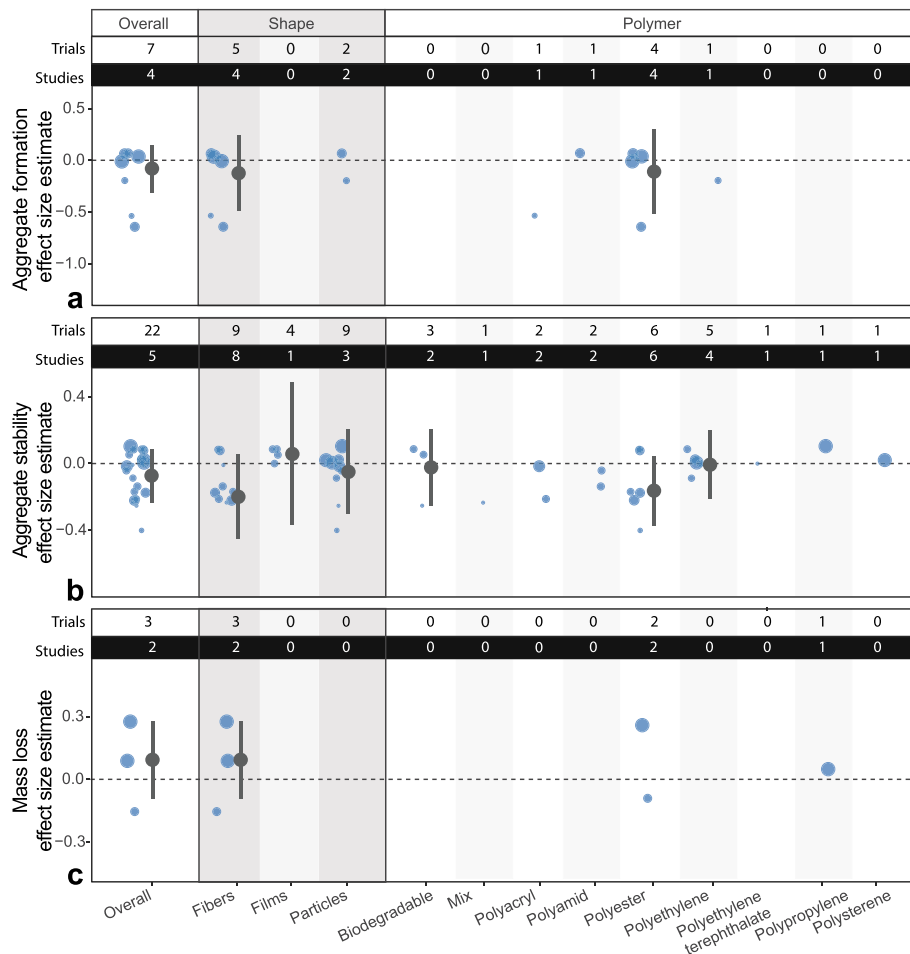 Overall Shape Polymer
Trials 7 5 0 2 0 0 1 1 4 1 0 0 0
Studies 4 4 0 2 0 0 1 1 4 1 0 0 0
Aggregate formation
effect size estimate
0.5
0.0
−0.5
−1.0
a
Trials 22 9 4 9 3 1 2 2 6 5 1 1 1
Studies 5 8 1 3 2 1 2 2 6 4 1 1 1
Aggregate stability
effect size estimate
0.4
0.0
−0.4
b
Trials 3 3 0 0 0 0 0 0 2 0 0 1 0
Studies 2 2 0 0 0 0 0 0 2 0 0 1 0
Mass loss
effect size estimate
0.3
0.0
−0.3
c
Overall
Fibers
Films
Particles
Biodegradable
Mix
Polyacryl
Polyamid
Polyester
Polyethylene
Polyethylene
terephthalate
Polypropylene
Polysterene